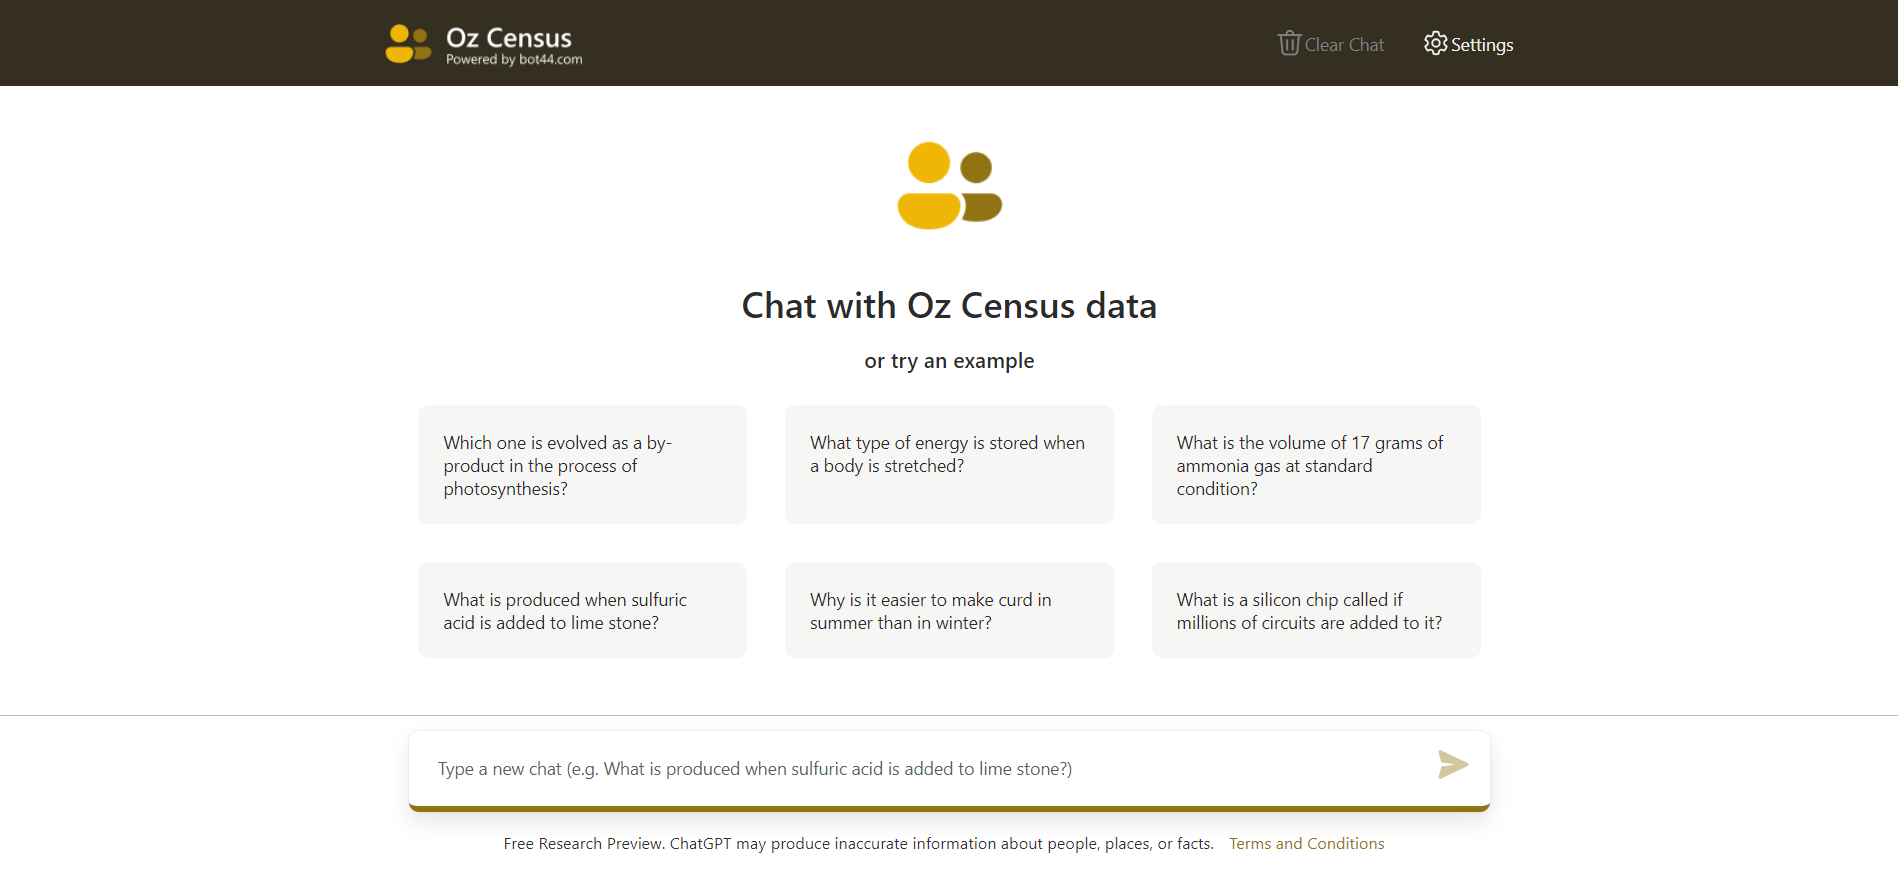 Oz Census
Powered by bot44.com
Clear Chat
Settings
Chat with Oz Census data
or try an example
Which one is evolved as a by-
product in the process of
photosynthesis?
What type of energy is stored when
a body is stretched?
What is the volume of 17 grams of
ammonia gas at standard
condition?
What is produced when sulfuric
acid is added to lime stone?
Why is it easier to make curd in
summer than in winter?
What is a silicon chip called if
millions of circuits are added to it?
Type a new chat (e.g. What is produced when sulfuric acid is added to lime stone?)
Free Research Preview. ChatGPT may produce inaccurate information about people, places, or facts. Terms and Conditions